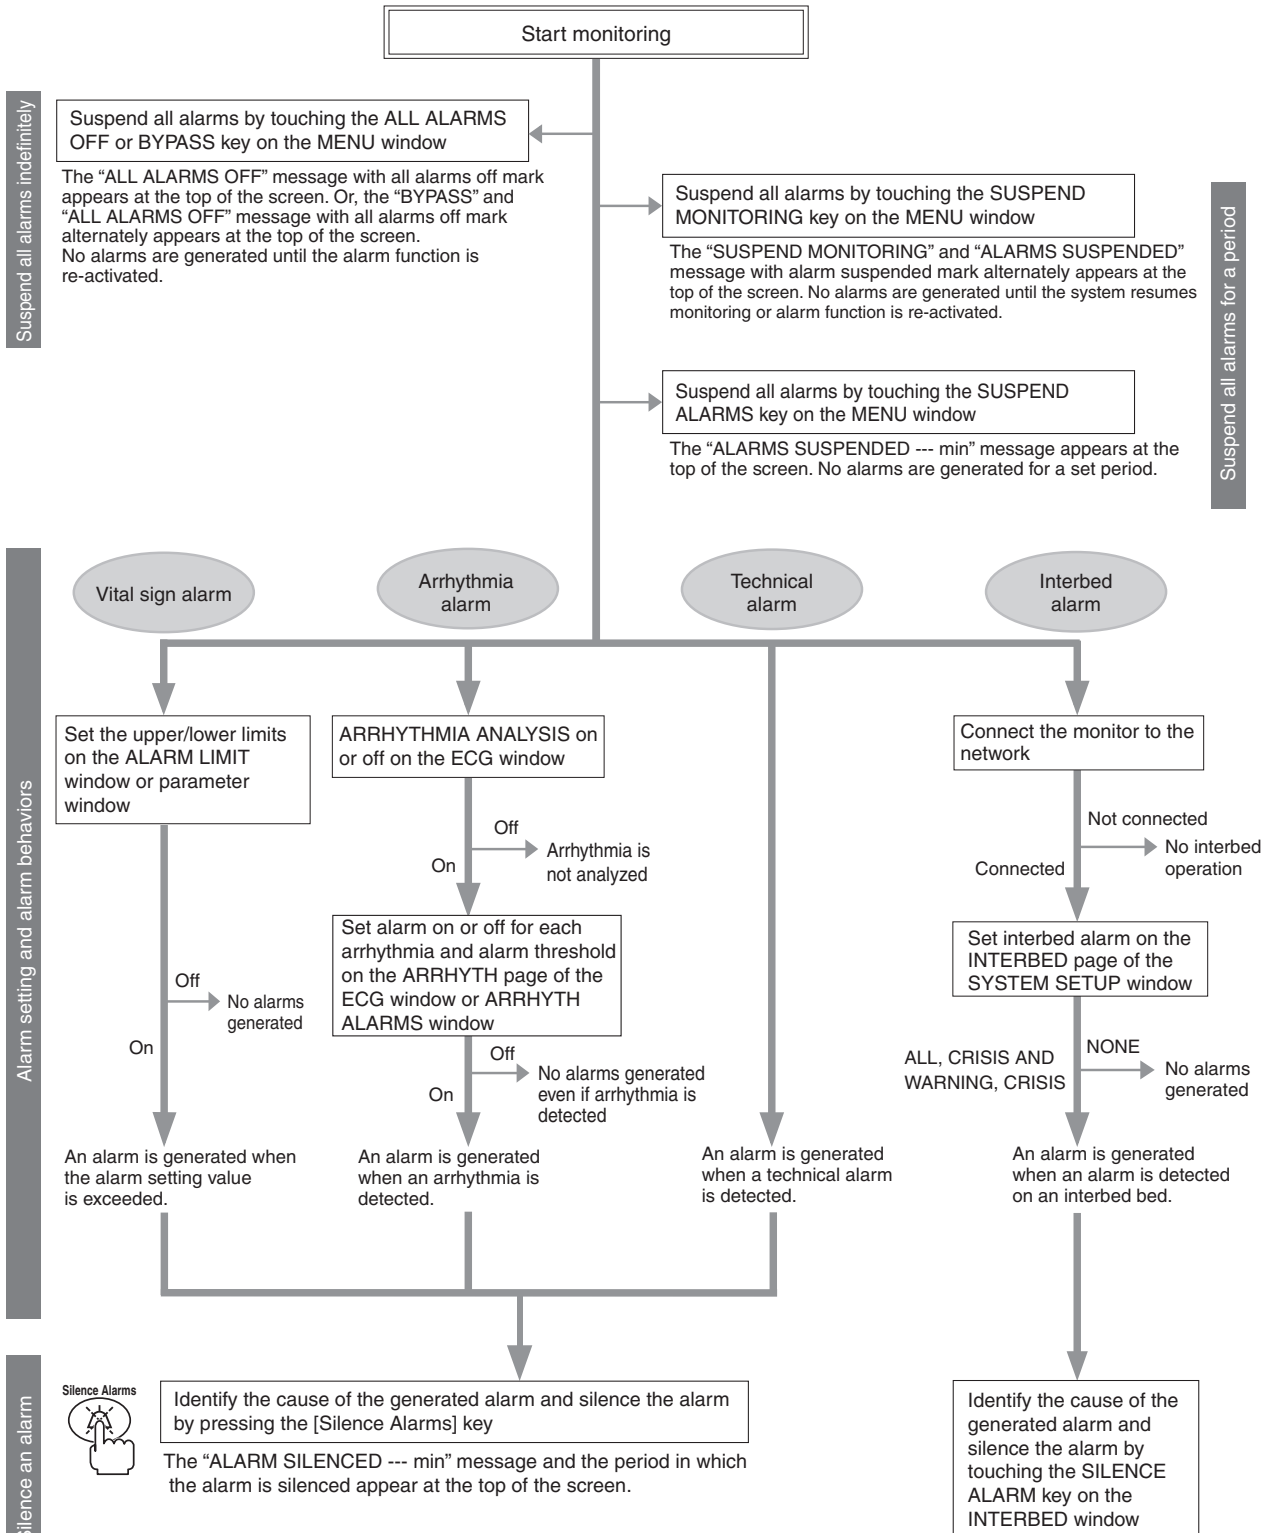 Start monitoring
Suspend all alarms indefinitely
Suspend all alarms by touching the ALL ALARMS
OFF or BYPASS key on the MENU window
The “ALL ALARMS OFF” message with all alarms off mark
appears at the top of the screen. Or, the “BYPASS” and
“ALL ALARMS OFF” message with all alarms off mark
alternately appears at the top of the screen.
No alarms are generated until the alarm function is
re-activated.
Suspend all alarms for a period
Suspend all alarms by touching the SUSPEND
MONITORING key on the MENU window
The “SUSPEND MONITORING” and “ALARMS SUSPENDED”
message with alarm suspended mark alternately appears at the
top of the screen. No alarms are generated until the system resumes
monitoring or alarm function is re-activated.
Suspend all alarms by touching the SUSPEND
ALARMS key on the MENU window
The “ALARMS SUSPENDED --- min” message appears at the
top of the screen. No alarms are generated for a set period.
Alarm setting and alarm behaviors
Vital sign alarm
Arrhythmia
alarm
Technical
alarm
Interbed
alarm
Set the upper/lower limits
on the ALARM LIMIT
window or parameter
window
Off
No alarms
generated
On
An alarm is generated when
the alarm setting value
is exceeded.
ARRHYTHMIA ANALYSIS on
or off on the ECG window
Off
Arrhythmia is
not analyzed
On
Set alarm on or off for each
arrhythmia and alarm threshold
on the ARRHYTH page of the
ECG window or ARRHYTH
ALARMS window
Off
No alarms generated
even if arrhythmia is
detected
On
An alarm is generated
when an arrhythmia is
detected.
An alarm is generated
when a technical alarm
is detected.
Connect the monitor to the
network
Not connected
No interbed
operation
Connected
Set interbed alarm on the
INTERBED page of the
SYSTEM SETUP window
NONE
No alarms
generated
ALL, CRISIS AND
WARNING, CRISIS
An alarm is generated
when an alarm is detected
on an interbed bed.
Silence an alarm
Silence Alarms
Identify the cause of the generated alarm and silence the alarm
by pressing the [Silence Alarms] key
The “ALARM SILENCED --- min” message and the period in which
the alarm is silenced appear at the top of the screen.
Identify the cause of the
generated alarm and
silence the alarm by
touching the SILENCE
ALARM key on the
INTERBED window